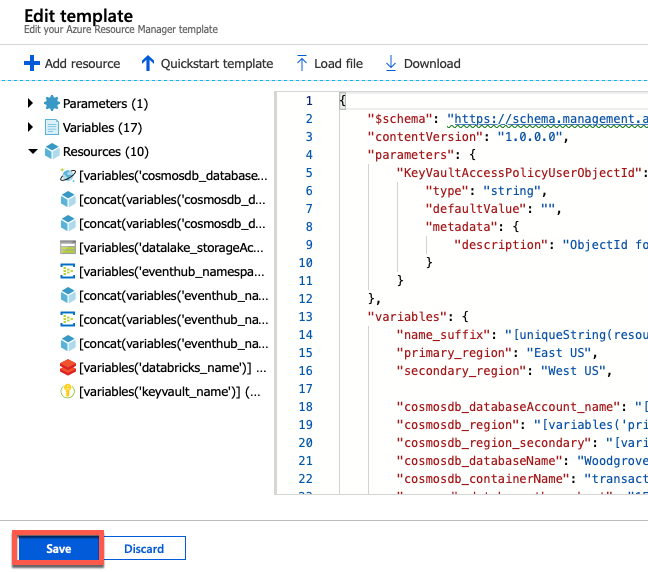 Edit template
Edit your Azure Resource Manager template
Add resource
Quickstart template
Load file
Download
Parameters (1)
Variables (17)
Resources (10)
[variables('cosmosdb_database...
[concat(variables('cosmosdb_d...
[concat(variables('cosmosdb_d...
[variables('datalake_storageAc...
[variables('eventhub_namespa...
[concat(variables('eventhub_na...
[concat(variables('eventhub_na...
[concat(variables('eventhub_na...
[variables('databricks_name')] ...
[variables('keyvault_name')] (...
1 {
2 "$schema": "https://schema.management.a
3 "contentVersion": "1.0.0.0",
4 "parameters": {
5 "KeyVaultAccessPolicyUserObjectId":
6 "type": "string",
7 "defaultValue": "",
8 "metadata": {
9 "description": "ObjectId fo
10 }
11 }
12 },
13 "variables": {
14 "name_suffix": "[uniqueString(resou
15 "primary_region": "East US",
16 "secondary_region": "West US",
17
18 "cosmosdb_databaseAccount_name": "[
19 "cosmosdb_region": "[variables('pri
20 "cosmosdb_region_secondary": "[vari
21 "cosmosdb_databaseName": "Woodgrove
22 "cosmosdb_containerName": "transact
Save
Discard